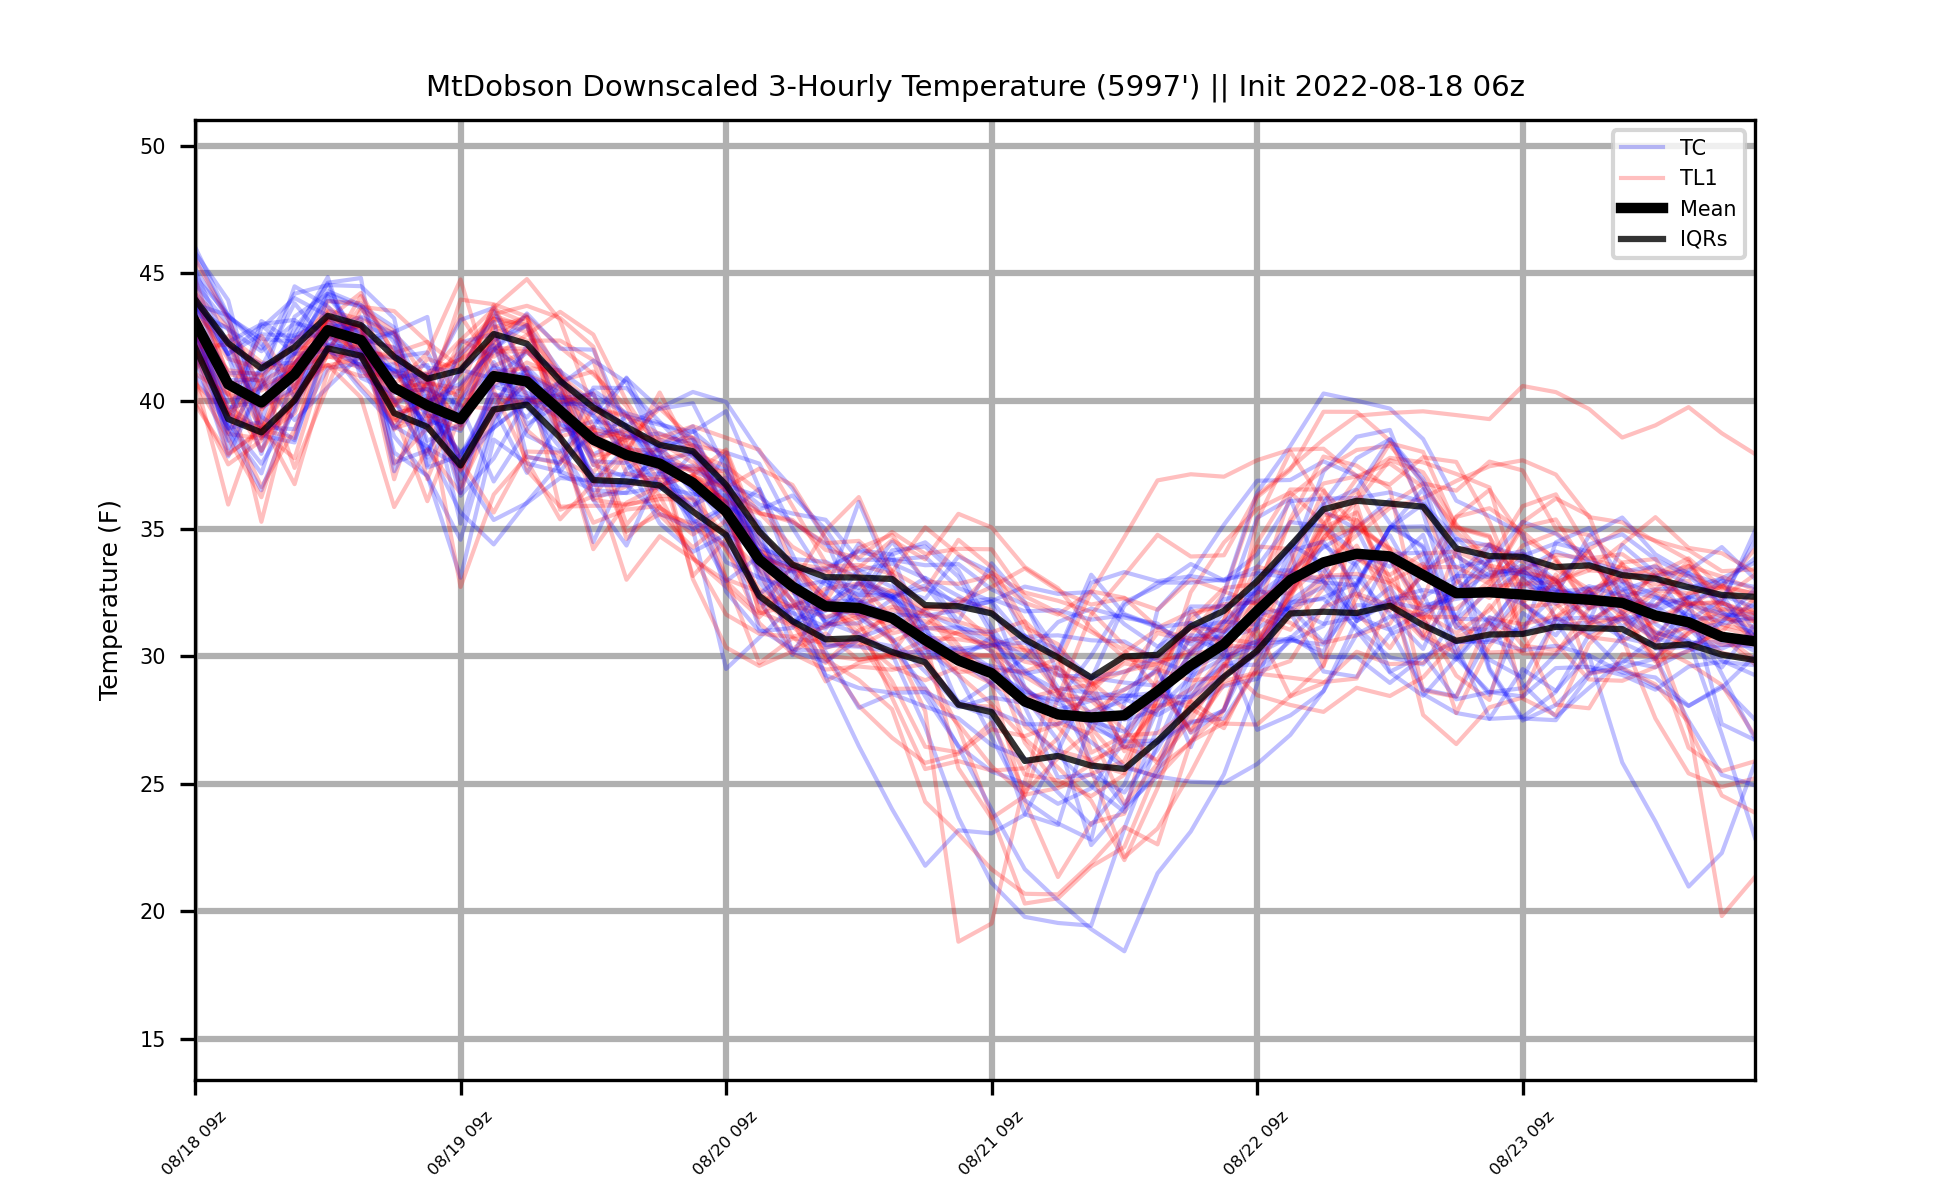 MtDobson Downscaled 3-Hourly Temperature (5997') || Init 2022-08-18 06z
TC
TL1
Mean
IQRs
Temperature (F)
50
45
40
35
30
25
20
15
08/18 09z
08/19 09z
08/20 09z
08/21 09z
08/22 09z
08/23 09z